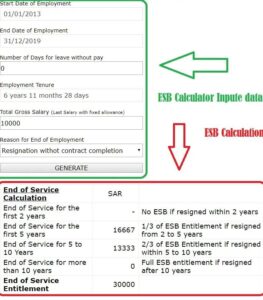 Start Date of Employment
01/01/2013
End Date of Employment
31/12/2019
Number of Days for leave without pay
0
Employment Tenure
6 years 11 months 28 days
Total Gross Salary (Last Salary with fixed allowance)
10000
Reason for End of Employment
Resignation without contract completion
GENERATE
ESB Calculator Inpute data
ESB Calculation
End of Service Calculation SAR
End of Service for the first 2 years - No ESB if resigned within 2 years
End of Service for the first 5 years 16667 1/3 of ESB Entitlement if resigned from 2 to 5 years
End of Service for 5 to 10 Years 13333 2/3 of ESB Entitlement if resigned within 5 to 10 years
End of Service for more than 10 years 0 Full ESB entitlement if resigned after 10 years
End of Service Entitlement 30000